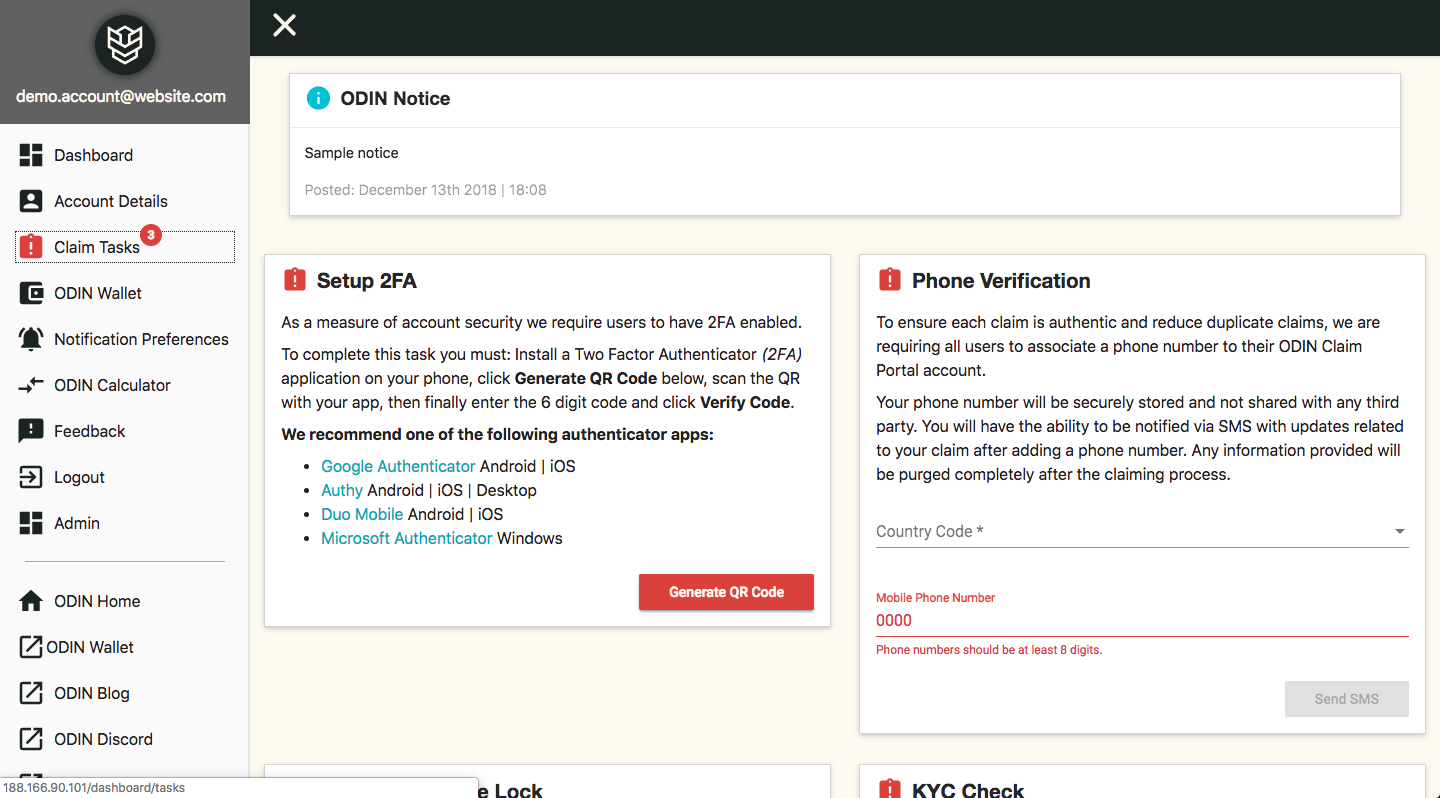 demo.account@website.com
Dashboard
Account Details
Claim Tasks 3
ODIN Wallet
Notification Preferences
ODIN Calculator
Feedback
Logout
Admin
ODIN Home
ODIN Wallet
ODIN Blog
ODIN Discord
188.166.90.101/dashboard/tasks
ODIN Notice
Sample notice
Posted: December 13th 2018 | 18:08
Setup 2FA
As a measure of account security we require users to have 2FA enabled.
To complete this task you must: Install a Two Factor Authenticator (2FA)
application on your phone, click Generate QR Code below, scan the QR
with your app, then finally enter the 6 digit code and click Verify Code.
We recommend one of the following authenticator apps:
• Google Authenticator Android | iOS
• Authy Android | iOS | Desktop
• Duo Mobile Android | iOS
• Microsoft Authenticator Windows
Generate QR Code
Phone Verification
To ensure each claim is authentic and reduce duplicate claims, we are
requiring all users to associate a phone number to their ODIN Claim
Portal account.
Your phone number will be securely stored and not shared with any third
party. You will have the ability to be notified via SMS with updates related
to your claim after adding a phone number. Any information provided will
be purged completely after the claiming process.
Country Code *
Mobile Phone Number
0000
Phone numbers should be at least 8 digits.
Send SMS
e Lock
KYC Check